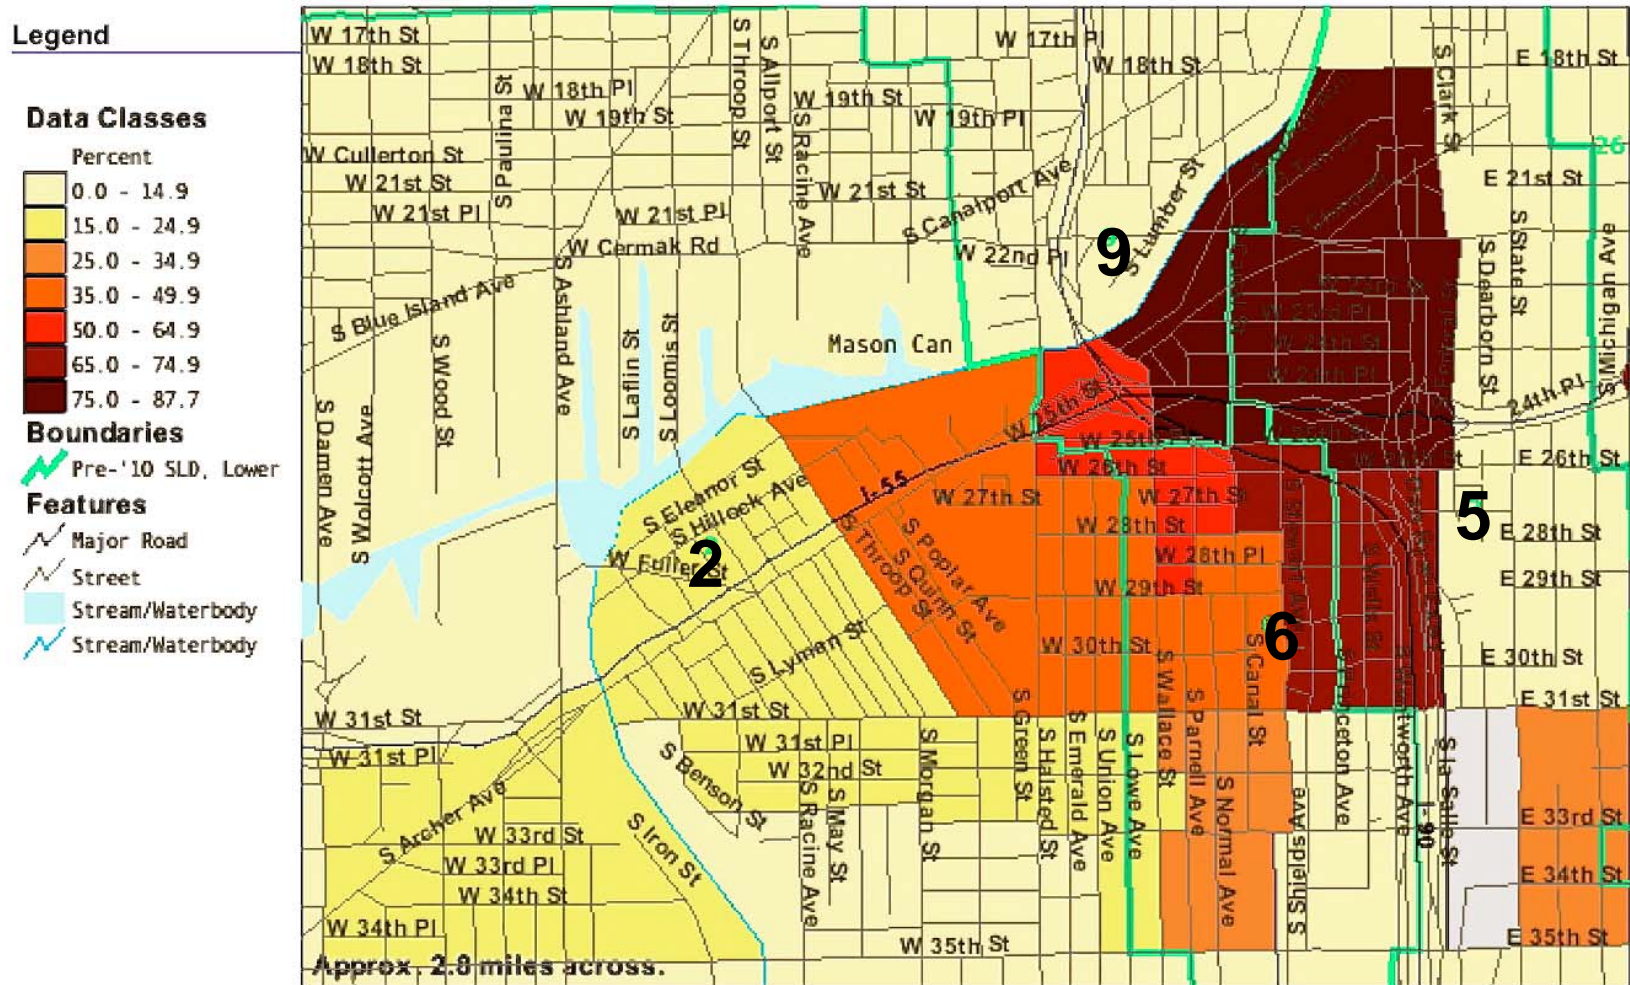 Legend
Data Classes
Percent
0.0 - 14.9
15.0 - 24.9
25.0 - 34.9
35.0 - 49.9
50.0 - 64.9
65.0 - 74.9
75.0 - 87.7
Boundaries
Pre-'10 SLD, Lower
Features
Major Road
Street
Stream/Waterbody
Stream/Waterbody
W 17th St
W 18th St
S Paulina St
W 18th Pl
W 19th St
S Throop St
S Allport St
W 19th St
S Racine Ave
W 17th Pl
W 18th St
W 19th Pl
S Clark St
E 18th St
26
W Cullerton St
W 21st St
W 21st Pl
W 21st Pl
W 21st St
S Canalport Ave
S Lumber St
E 21st St
W Cermak Rd
W 22nd Pl
9
S State St
S Dearborn St
S Michigan Ave
S Blue Island Ave
S Ashland Ave
S Wood St
S Laflin St
S Loomis St
Mason Can
24th Pl
S Damen Ave
S Wolcott Ave
W 25th St
W 25th
W 26th St
E 26th St
S Eleanor St
S Hillock Ave
I-55
W 27th St
W 27th St
5
W Fuller St
2
S Throop St
S Quinn St
S Poplar Ave
W 28th St
W 28th Pl
E 28th St
W 29th St
E 29th St
S Lyman St
W 30th St
6
E 30th St
W 31st St
W 31st St
E 31st St
W 31st Pl
W 31st Pl
W 32nd St
S Benson St
S Racine Ave
S May St
S Morgan St
S Green St
S Halsted St
S Emerald Ave
S Union Ave
S Lowe Ave
S Wallace St
S Parnell Ave
S Normal Ave
S Canal St
S Shields Ave
I-90
S la Salle St
S Archer Ave
S Iron St
W 33rd St
E 33rd St
W 33rd Pl
W 34th St
E 34th St
W 34th Pl
W 35th St
E 35th St
Approx. 2.8 miles across.